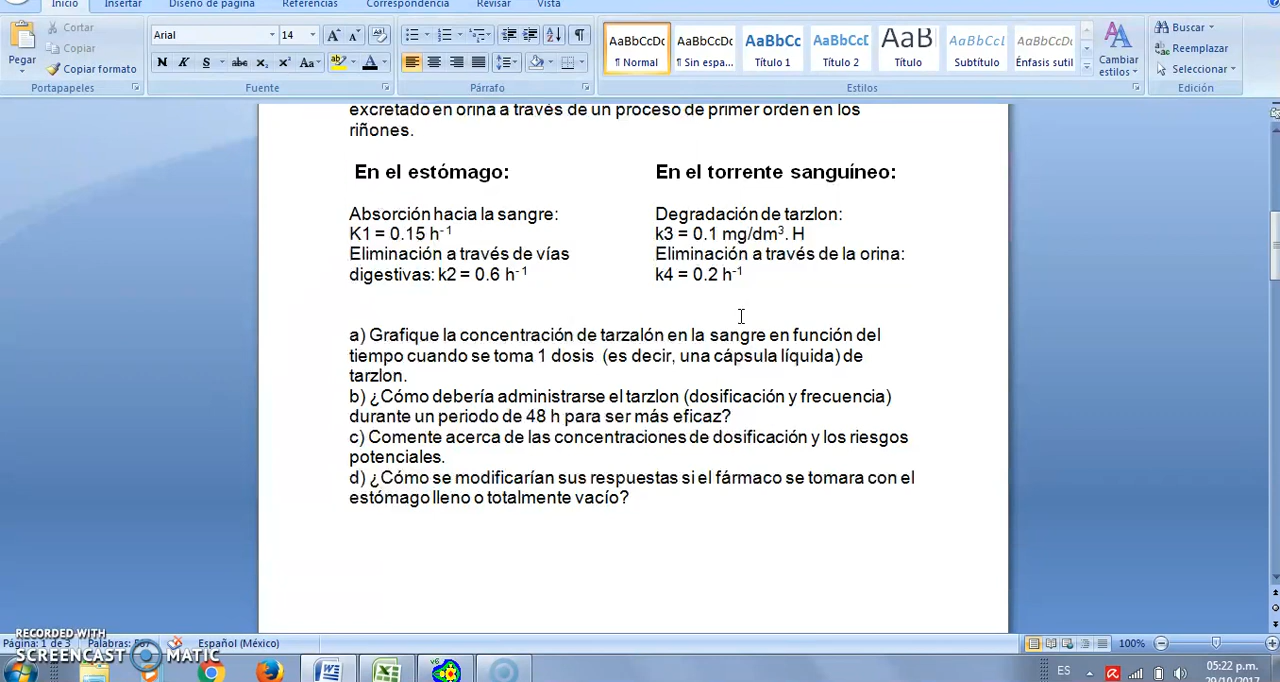 Inicio Insertar Diseño de página Referencias Correspondencia Revisar Vista
Cortar
Copiar
Copiar formato
Pegar
Portapapeles
Arial 14
N K S abc x₂ x² Aa
Fuente
Párrafo
AaBbCcDc AaBbCcDc AaBbCc AaBbCcD AaB AaBbCcL AaBbCcDc
¶ Normal ¶ Sin espa... Título 1 Título 2 Título Subtítulo Énfasis sutil
Estilos
Cambiar
estilos
Buscar
Reemplazar
Seleccionar
Edición
excretado en orina a través de un proceso de primer orden en los
riñones.
En el estómago: En el torrente sanguíneo:
Absorción hacia la sangre: Degradación de tarzlon:
K1 = 0.15 h⁻¹ k3 = 0.1 mg/dm³. H
Eliminación a través de vías Eliminación a través de la orina:
digestivas: k2 = 0.6 h⁻¹ k4 = 0.2 h⁻¹
a) Grafique la concentración de tarzalón en la sangre en función del
tiempo cuando se toma 1 dosis (es decir, una cápsula líquida) de
tarzlon.
b) ¿Cómo debería administrarse el tarzlon (dosificación y frecuencia)
durante un periodo de 48 h para ser más eficaz?
c) Comente acerca de las concentraciones de dosificación y los riesgos
potenciales.
d) ¿Cómo se modificarían sus respuestas si el fármaco se tomara con el
estómago lleno o totalmente vacío?
Página: 1 de 3 Palabras: Español (México) 100%
RECORDED WITH
SCREENCAST MATIC
ES 05:22 p.m.
29/10/2017